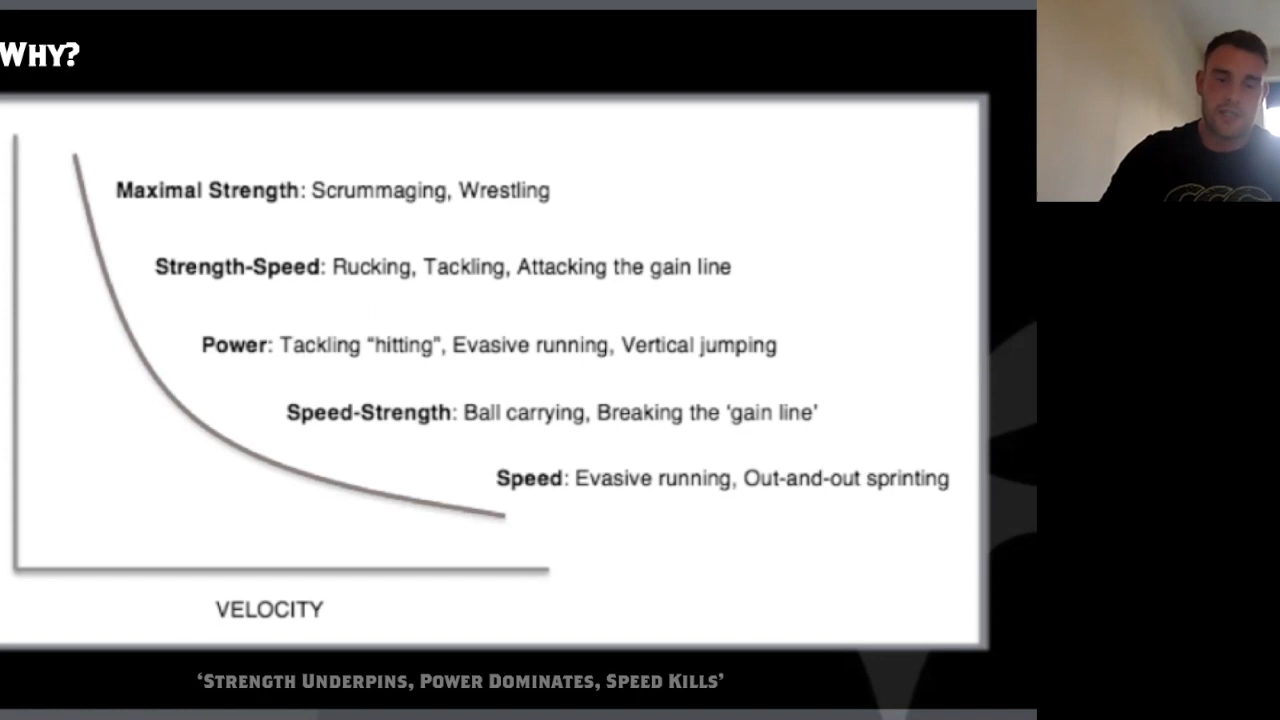 WHY?
Maximal Strength: Scrummaging, Wrestling
Strength-Speed: Rucking, Tackling, Attacking the gain line
Power: Tackling “hitting”, Evasive running, Vertical jumping
Speed-Strength: Ball carrying, Breaking the ‘gain line’
Speed: Evasive running, Out-and-out sprinting
VELOCITY
‘STRENGTH UNDERPINS, POWER DOMINATES, SPEED KILLS’